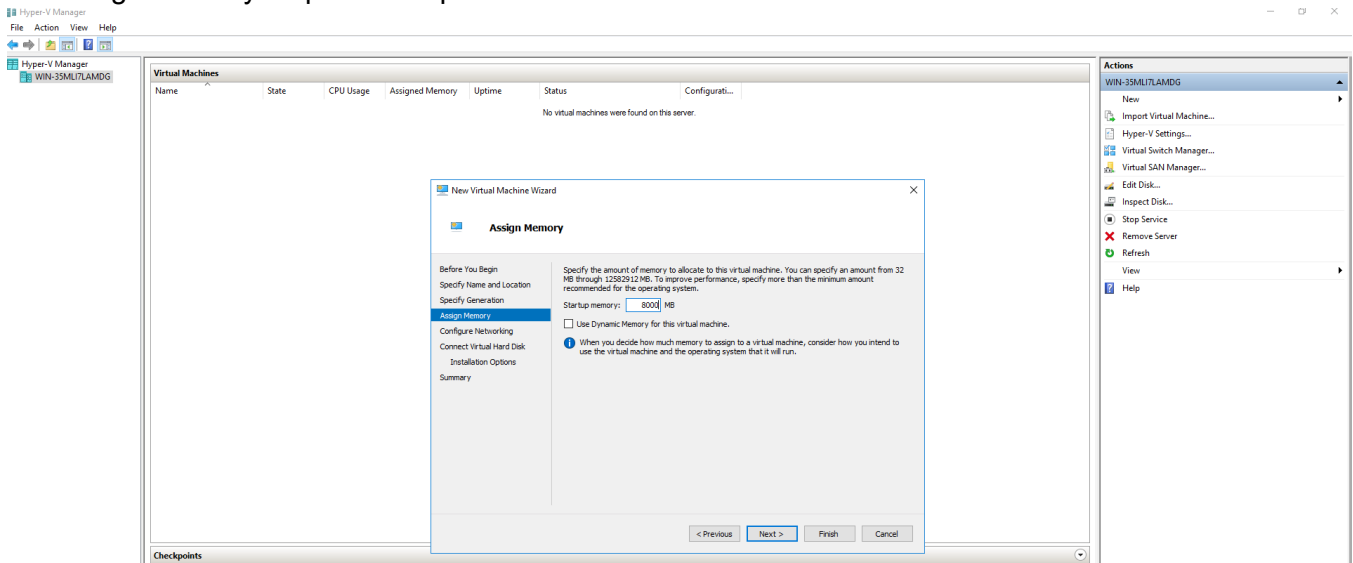 Hyper-V Manager
File Action View Help
Hyper-V Manager
WIN-35MLI7LAMDG
Virtual Machines
Name State CPU Usage Assigned Memory Uptime Status Configurati...
No virtual machines were found on this server.
New Virtual Machine Wizard
Assign Memory
Before You Begin
Specify Name and Location
Specify Generation
Assign Memory
Configure Networking
Connect Virtual Hard Disk
Installation Options
Summary
Specify the amount of memory to allocate to this virtual machine. You can specify an amount from 32
MB through 12582912 MB. To improve performance, specify more than the minimum amount
recommended for the operating system.
Startup memory: 8000 MB
Use Dynamic Memory for this virtual machine.
When you decide how much memory to assign to a virtual machine, consider how you intend to
use the virtual machine and the operating system that it will run.
< Previous Next > Finish Cancel
Checkpoints
Actions
WIN-35MLI7LAMDG
New
Import Virtual Machine...
Hyper-V Settings...
Virtual Switch Manager...
Virtual SAN Manager...
Edit Disk...
Inspect Disk...
Stop Service
Remove Server
Refresh
View
Help